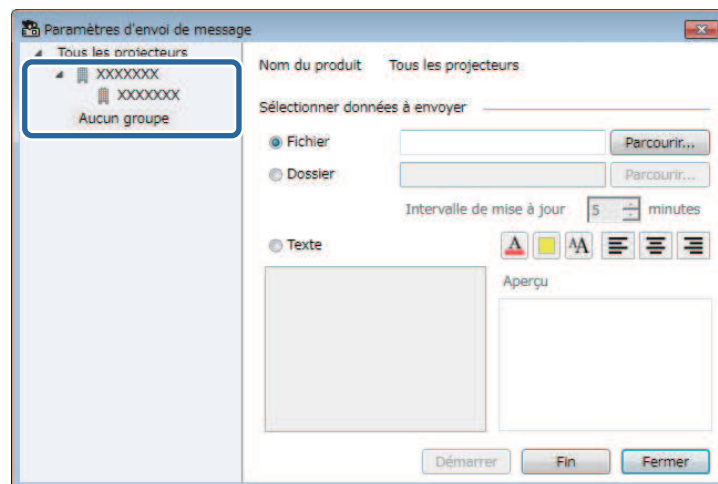 Paramètres d'envoi de message
Tous les projecteurs
XXXXXXX
XXXXXXX
Aucun groupe
Nom du produit Tous les projecteurs
Sélectionner données à envoyer
Fichier Parcourir...
Dossier Parcourir...
Intervalle de mise à jour 5 minutes
Texte A AA
Aperçu
Démarrer Fin Fermer